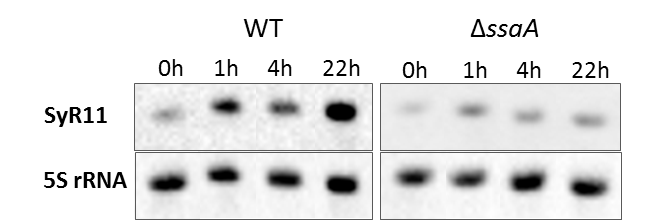 WT ΔssaA
0h 1h 4h 22h 0h 1h 4h 22h
SyR11
5S rRNA